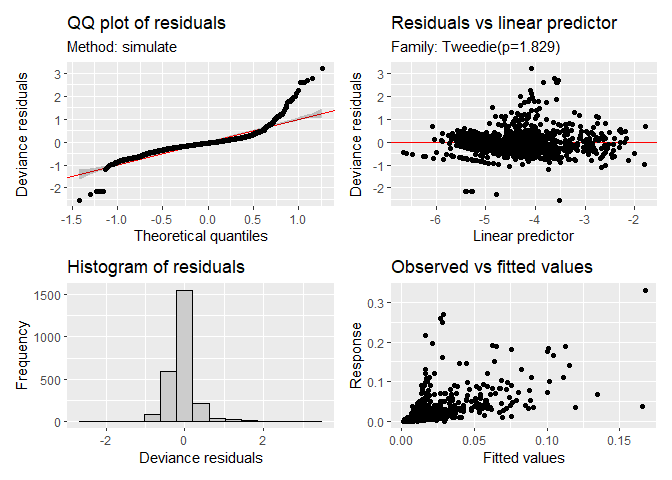 QQ plot of residuals
Method: simulate
Deviance residuals
3
2
1
0
-1
-2
-1.5
-1.0
-0.5
0.0
0.5
1.0
Theoretical quantiles
Residuals vs linear predictor
Family: Tweedie(p=1.829)
Deviance residuals
3
2
1
0
-1
-2
-6
-5
-4
-3
-2
Linear predictor
Histogram of residuals
Frequency
1500
1000
500
0
-2
0
2
Deviance residuals
Observed vs fitted values
Response
0.3
0.2
0.1
0.0
0.00
0.05
0.10
0.15
Fitted values